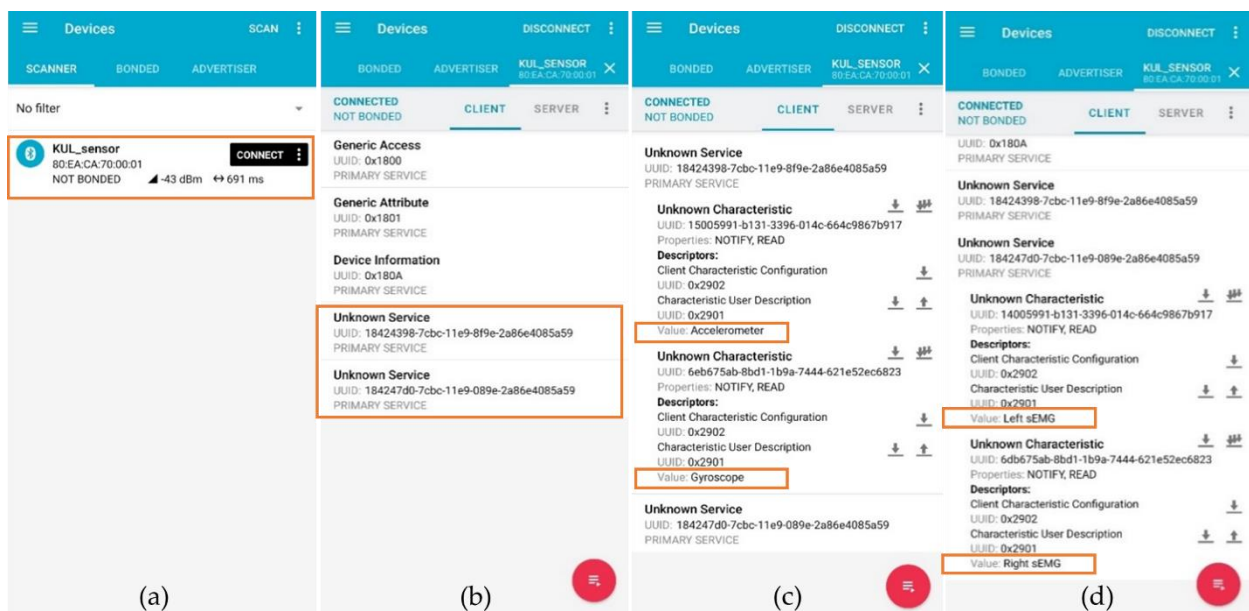 Devices SCAN
SCANNER BONDED ADVERTISER
No filter
KUL_sensor
80:EA:CA:70:00:01
CONNECT
NOT BONDED -43 dBm ↔ 691 ms
(a)
Devices DISCONNECT
BONDED ADVERTISER KUL_SENSOR
80:EA:CA:70:00:01
CONNECTED
NOT BONDED
CLIENT SERVER
Generic Access
UUID: 0x1800
PRIMARY SERVICE
Generic Attribute
UUID: 0x1801
PRIMARY SERVICE
Device Information
UUID: 0x180A
PRIMARY SERVICE
Unknown Service
UUID: 18424398-7cbc-11e9-8f9e-2a86e4085a59
PRIMARY SERVICE
Unknown Service
UUID: 184247d0-7cbc-11e9-089e-2a86e4085a59
PRIMARY SERVICE
(b)
Devices DISCONNECT
BONDED ADVERTISER KUL_SENSOR
80:EA:CA:70:00:01
CONNECTED
NOT BONDED
CLIENT SERVER
Unknown Service
UUID: 18424398-7cbc-11e9-8f9e-2a86e4085a59
PRIMARY SERVICE
Unknown Characteristic
UUID: 15005991-b131-3396-014c-664c9867b917
Properties: NOTIFY, READ
Descriptors:
Client Characteristic Configuration
UUID: 0x2902
Characteristic User Description
UUID: 0x2901
Value: Accelerometer
Unknown Characteristic
UUID: 6eb675ab-8bd1-1b9a-7444-621e52ec6823
Properties: NOTIFY, READ
Descriptors:
Client Characteristic Configuration
UUID: 0x2902
Characteristic User Description
UUID: 0x2901
Value: Gyroscope
Unknown Service
UUID: 184247d0-7cbc-11e9-089e-2a86e4085a59
PRIMARY SERVICE
(c)
Devices DISCONNECT
BONDED ADVERTISER KUL_SENSOR
80:EA:CA:70:00:01
CONNECTED
NOT BONDED
CLIENT SERVER
UUID: 0x180A
PRIMARY SERVICE
Unknown Service
UUID: 18424398-7cbc-11e9-8f9e-2a86e4085a59
PRIMARY SERVICE
Unknown Service
UUID: 184247d0-7cbc-11e9-089e-2a86e4085a59
PRIMARY SERVICE
Unknown Characteristic
UUID: 14005991-b131-3396-014c-664c9867b917
Properties: NOTIFY, READ
Descriptors:
Client Characteristic Configuration
UUID: 0x2902
Characteristic User Description
UUID: 0x2901
Value: Left sEMG
Unknown Characteristic
UUID: 6db675ab-8bd1-1b9a-7444-621e52ec6823
Properties: NOTIFY, READ
Descriptors:
Client Characteristic Configuration
UUID: 0x2902
Characteristic User Description
UUID: 0x2901
Value: Right sEMG
(d)